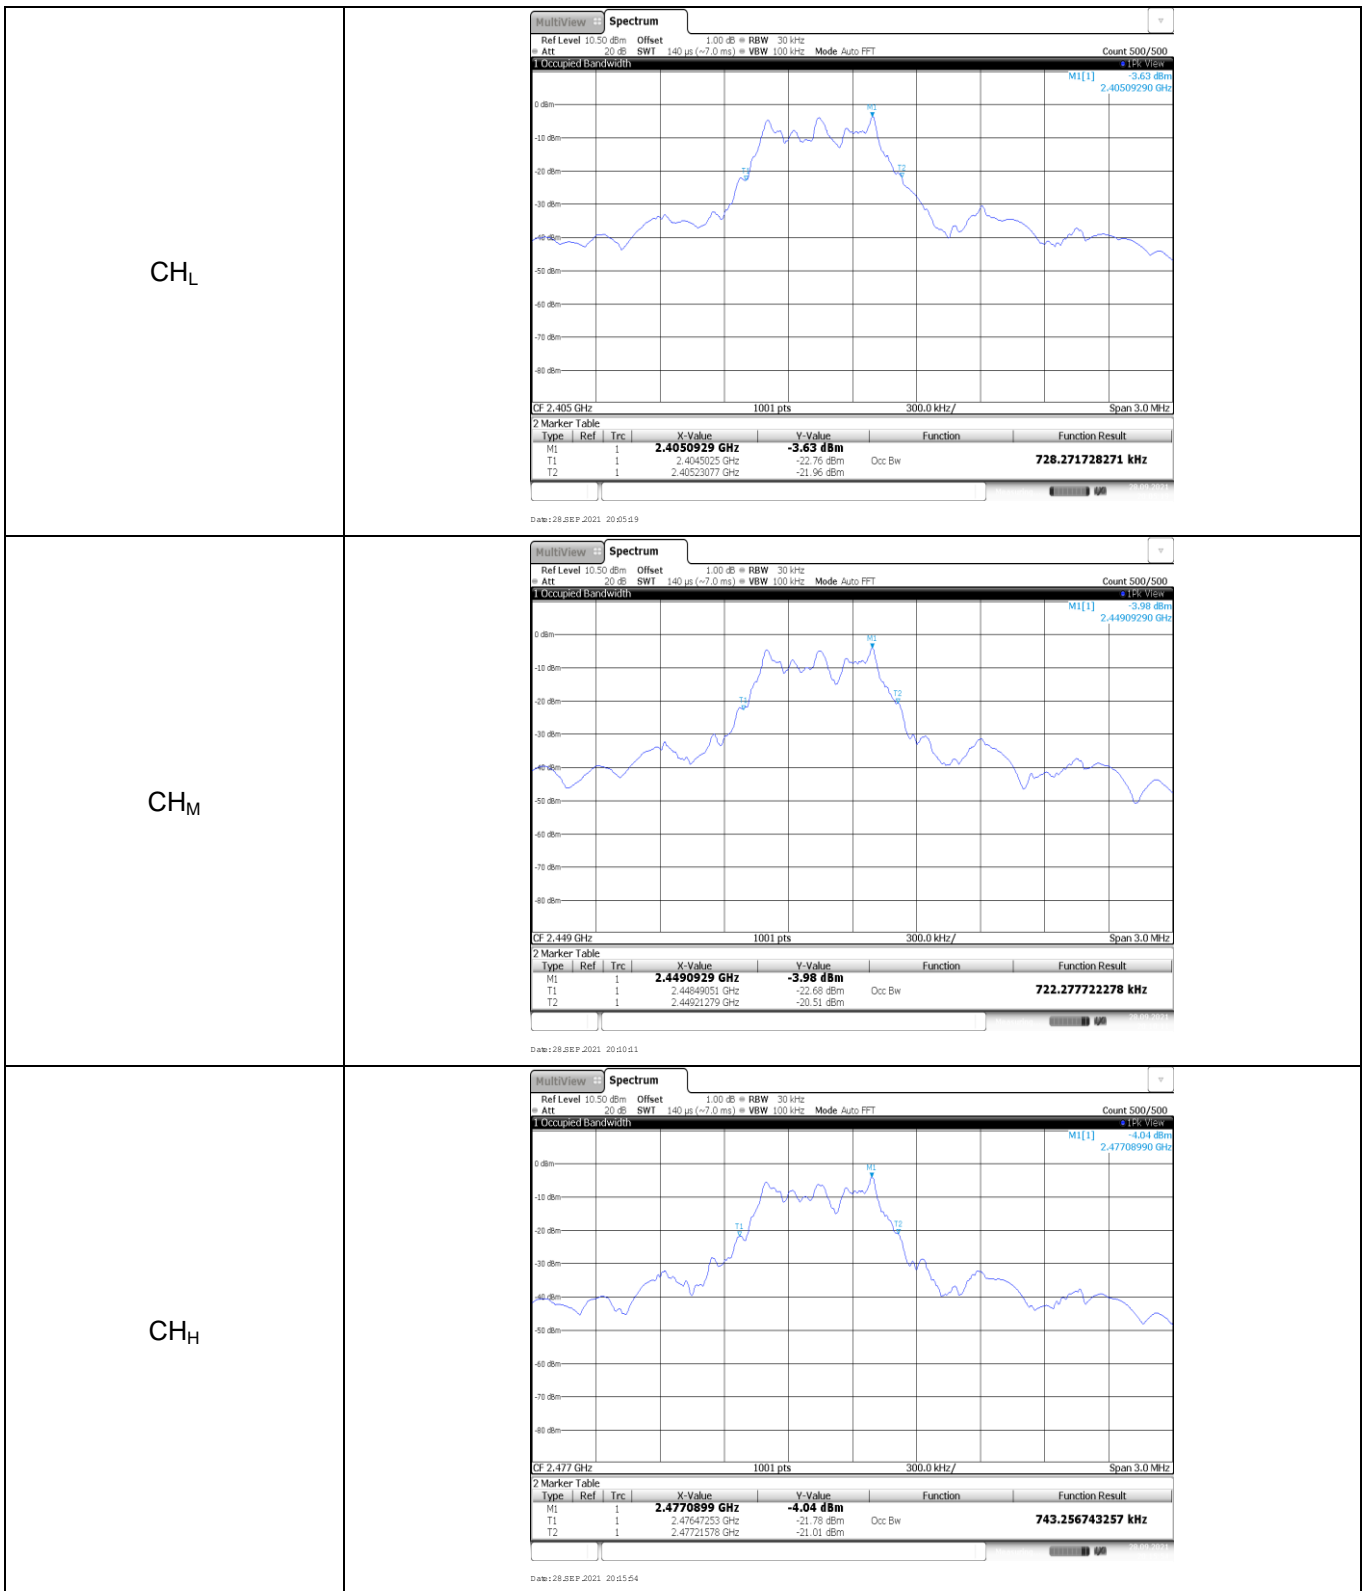 CHL
MultiView Spectrum
Ref Level 10.50 dBm Offset 1.00 dB RBW 30 kHz
Att 20 dB SWT 140 µs (~7.0 ms) VBW 100 kHz Mode Auto FFT Count 500/500
1 Occupied Bandwidth 1Pk View
M1[1] -3.63 dBm
2.40509290 GHz
M1
0 dBm
-10 dBm
T1 T2
-20 dBm
-30 dBm
-40 dBm
-50 dBm
-60 dBm
-70 dBm
-80 dBm
CF 2.405 GHz 1001 pts 300.0 kHz/ Span 3.0 MHz
2 Marker Table
Type Ref Trc X-Value Y-Value Function Function Result
M1 1 2.4050929 GHz -3.63 dBm
T1 1 2.4045025 GHz -22.76 dBm Occ Bw 728.271728271 kHz
T2 1 2.40523077 GHz -21.96 dBm
28.09.2021
Date: 28.SEP.2021 20:05:19
CHM
MultiView Spectrum
Ref Level 10.50 dBm Offset 1.00 dB RBW 30 kHz
Att 20 dB SWT 140 µs (~7.0 ms) VBW 100 kHz Mode Auto FFT Count 500/500
1 Occupied Bandwidth 1Pk View
M1[1] -3.98 dBm
2.44909290 GHz
0 dBm
M1
-10 dBm
T1 T2
-20 dBm
-30 dBm
-40 dBm
-50 dBm
-60 dBm
-70 dBm
-80 dBm
CF 2.449 GHz 1001 pts 300.0 kHz/ Span 3.0 MHz
2 Marker Table
Type Ref Trc X-Value Y-Value Function Function Result
M1 1 2.4490929 GHz -3.98 dBm
T1 1 2.44849051 GHz -22.68 dBm Occ Bw 722.277722278 kHz
T2 1 2.44921279 GHz -20.51 dBm
28.09.2021
Date: 28.SEP.2021 20:10:11
CHH
MultiView Spectrum
Ref Level 10.50 dBm Offset 1.00 dB RBW 30 kHz
Att 20 dB SWT 140 µs (~7.0 ms) VBW 100 kHz Mode Auto FFT Count 500/500
1 Occupied Bandwidth 1Pk View
M1[1] -4.04 dBm
2.47708990 GHz
0 dBm
M1
-10 dBm
T1 T2
-20 dBm
-30 dBm
-40 dBm
-50 dBm
-60 dBm
-70 dBm
-80 dBm
CF 2.477 GHz 1001 pts 300.0 kHz/ Span 3.0 MHz
2 Marker Table
Type Ref Trc X-Value Y-Value Function Function Result
M1 1 2.4770899 GHz -4.04 dBm
T1 1 2.47647253 GHz -21.78 dBm Occ Bw 743.256743257 kHz
T2 1 2.47721578 GHz -21.01 dBm
28.09.2021
Date: 28.SEP.2021 20:15:54